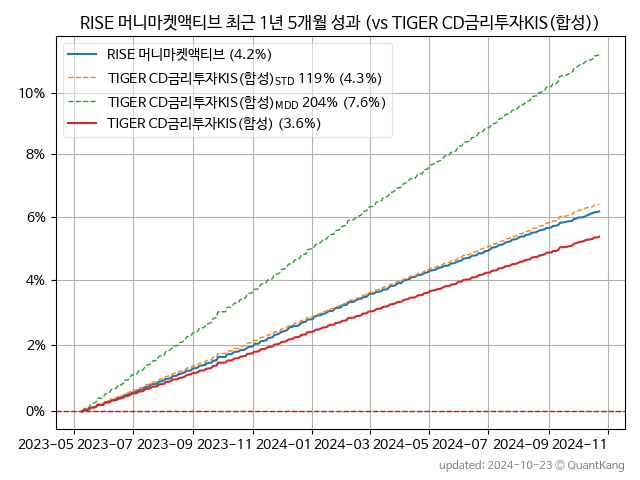 RISE 머니마켓액티브 최근 1년 5개월 성과 (vs TIGER CD금리투자KIS(합성))
RISE 머니마켓액티브 (4.2%)
TIGER CD금리투자KIS(합성)STD 119% (4.3%)
TIGER CD금리투자KIS(합성)MDD 204% (7.6%)
TIGER CD금리투자KIS(합성) (3.6%)
10%
8%
6%
4%
2%
0%
2023-05 2023-07 2023-09 2023-11 2024-01 2024-03 2024-05 2024-07 2024-09 2024-11
updated: 2024-10-23 © QuantKang